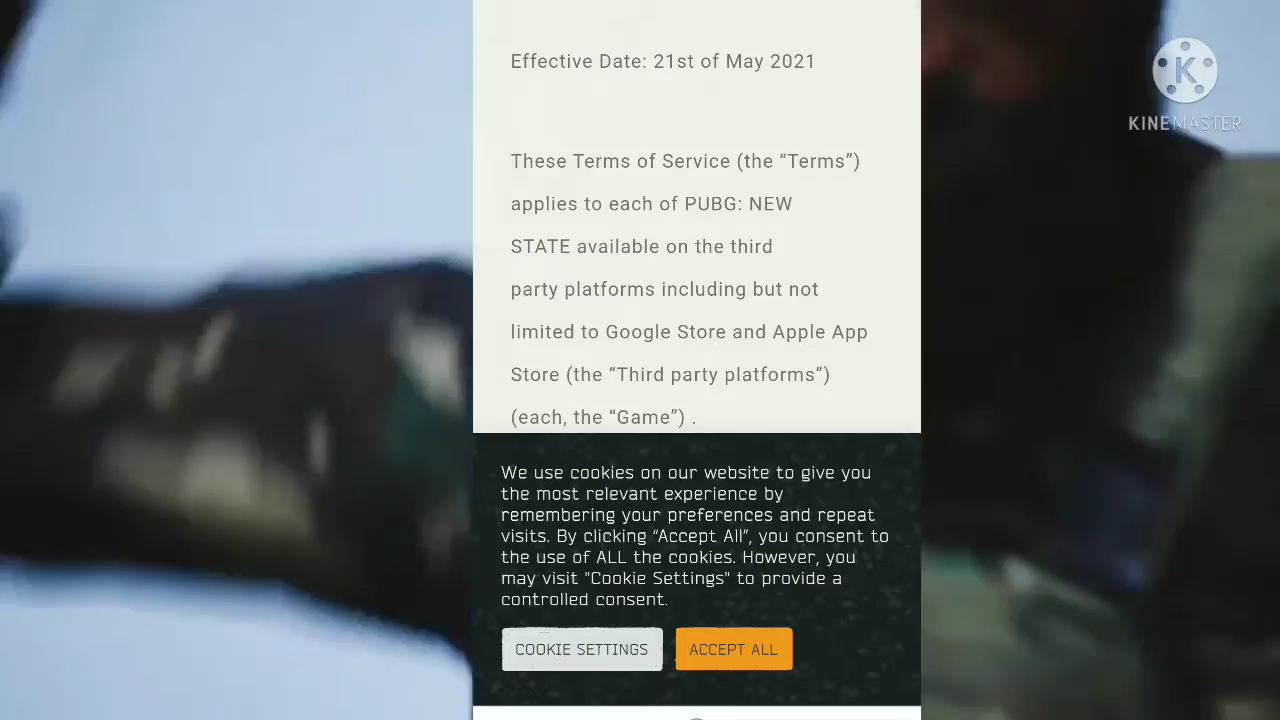 Effective Date: 21st of May 2021
K
KINEMASTER
These Terms of Service (the “Terms”)
applies to each of PUBG: NEW
STATE available on the third
party platforms including but not
limited to Google Store and Apple App
Store (the “Third party platforms”)
(each, the “Game”) .
We use cookies on our website to give you
the most relevant experience by
remembering your preferences and repeat
visits. By clicking “Accept All”, you consent to
the use of ALL the cookies. However, you
may visit "Cookie Settings" to provide a
controlled consent.
COOKIE SETTINGS
ACCEPT ALL